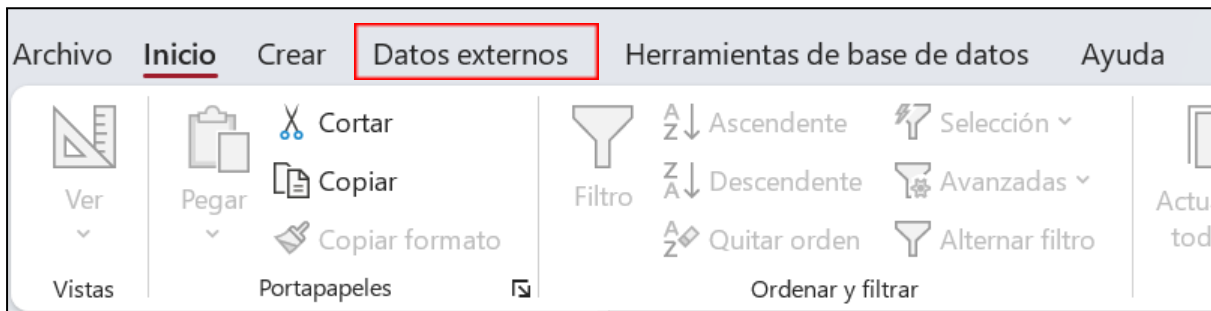 Archivo Inicio Crear Datos externos Herramientas de base de datos Ayuda
Cortar Ascendente Selección
Copiar Descendente Avanzadas
Ver Pegar Filtro
Copiar formato Quitar orden Alternar filtro
Vistas Portapapeles Ordenar y filtrar